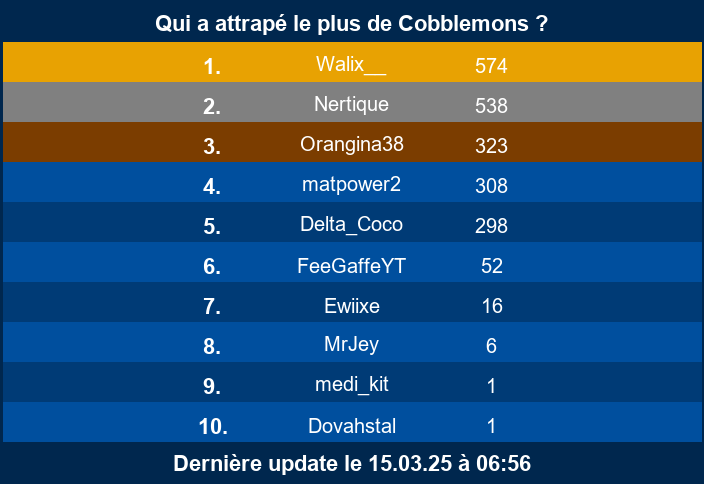 Qui a attrapé le plus de Cobblemons ?
1. Walix__ 574
2. Nertique 538
3. Orangina38 323
4. matpower2 308
5. Delta_Coco 298
6. FeeGaffeYT 52
7. Ewiixe 16
8. MrJey 6
9. medi_kit 1
10. Dovahstal 1
Dernière update le 15.03.25 à 06:56